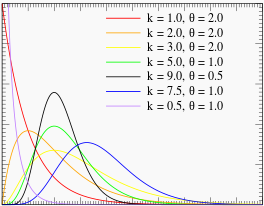 k = 1.0, θ = 2.0
k = 2.0, θ = 2.0
k = 3.0, θ = 2.0
k = 5.0, θ = 1.0
k = 9.0, θ = 0.5
k = 7.5, θ = 1.0
k = 0.5, θ = 1.0